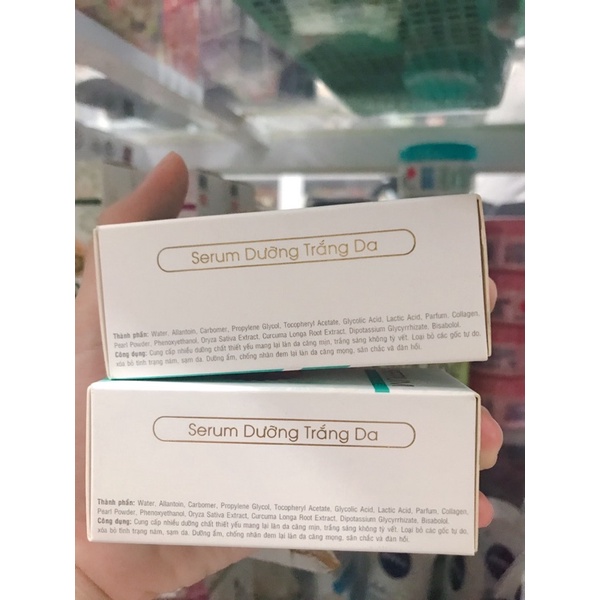 Serum Dưỡng Trắng Da
Thành phần: Water, Allantoin, Carbomer, Propylene Glycol, Tocopheryl Acetate, Glycolic Acid, Lactic Acid, Parfum, Collagen,
Pearl Powder, Phenoxyethanol, Oryza Sativa Extract, Curcuma Longa Root Extract, Dipotassium Glycyrrhizate, Bisabolol.
Công dụng: Cung cấp nhiều dưỡng chất thiết yếu mang lại làn da căng mịn, trắng sáng không tỳ vết. Loại bỏ các gốc tự do,
xóa bỏ tình trạng nám, sạm da. Dưỡng ẩm, chống nhăn đem lại làn da căng mọng, săn chắc và đàn hồi.
Serum Dưỡng Trắng Da
Thành phần: Water, Allantoin, Carbomer, Propylene Glycol, Tocopheryl Acetate, Glycolic Acid, Lactic Acid, Parfum, Collagen,
Pearl Powder, Phenoxyethanol, Oryza Sativa Extract, Curcuma Longa Root Extract, Dipotassium Glycyrrhizate, Bisabolol.
Công dụng: Cung cấp nhiều dưỡng chất thiết yếu mang lại làn da căng mịn, trắng sáng không tỳ vết. Loại bỏ các gốc tự do,
xóa bỏ tình trạng nám, sạm da. Dưỡng ẩm, chống nhăn đem lại làn da căng mọng, săn chắc và đàn hồi.